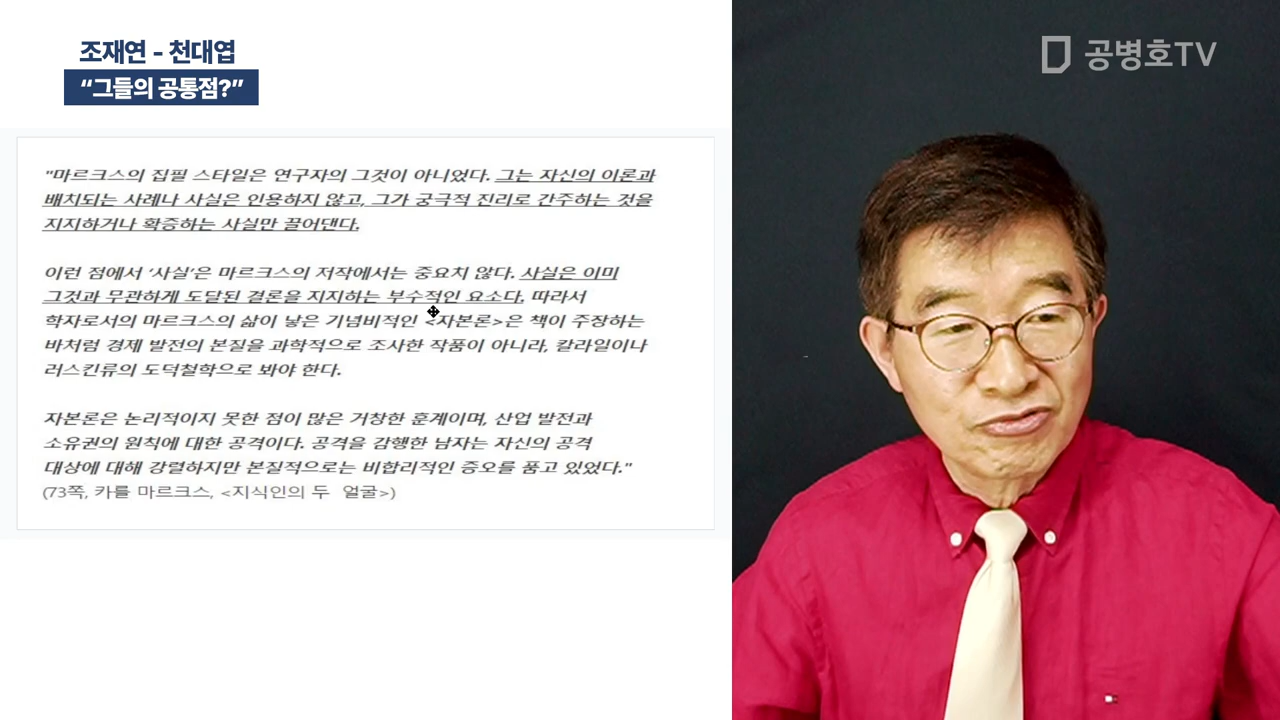 조재연 - 천대엽
“그들의 공통점?”
공병호TV
"마르크스의 집필 스타일은 연구자의 그것이 아니었다. 그는 자신의 이론과
배치되는 사례나 사실은 인용하지 않고, 그가 궁극적 진리로 간주하는 것을
지지하거나 확증하는 사실만 끌어댄다.
이런 점에서 ‘사실’은 마르크스의 저작에서는 중요치 않다. 사실은 이미
그것과 무관하게 도달된 결론을 지지하는 부수적인 요소다. 따라서
학자로서의 마르크스의 삶이 낳은 기념비적인 <자본론>은 책이 주장하는
바처럼 경제 발전의 본질을 과학적으로 조사한 작품이 아니라, 칼라일이나
러스킨류의 도덕철학으로 봐야 한다.
자본론은 논리적이지 못한 점이 많은 거창한 훈계이며, 산업 발전과
소유권의 원칙에 대한 공격이다. 공격을 감행한 남자는 자신의 공격
대상에 대해 강렬하지만 본질적으로는 비합리적인 증오를 품고 있었다."
(73쪽, 카를 마르크스, <지식인의 두 얼굴>)